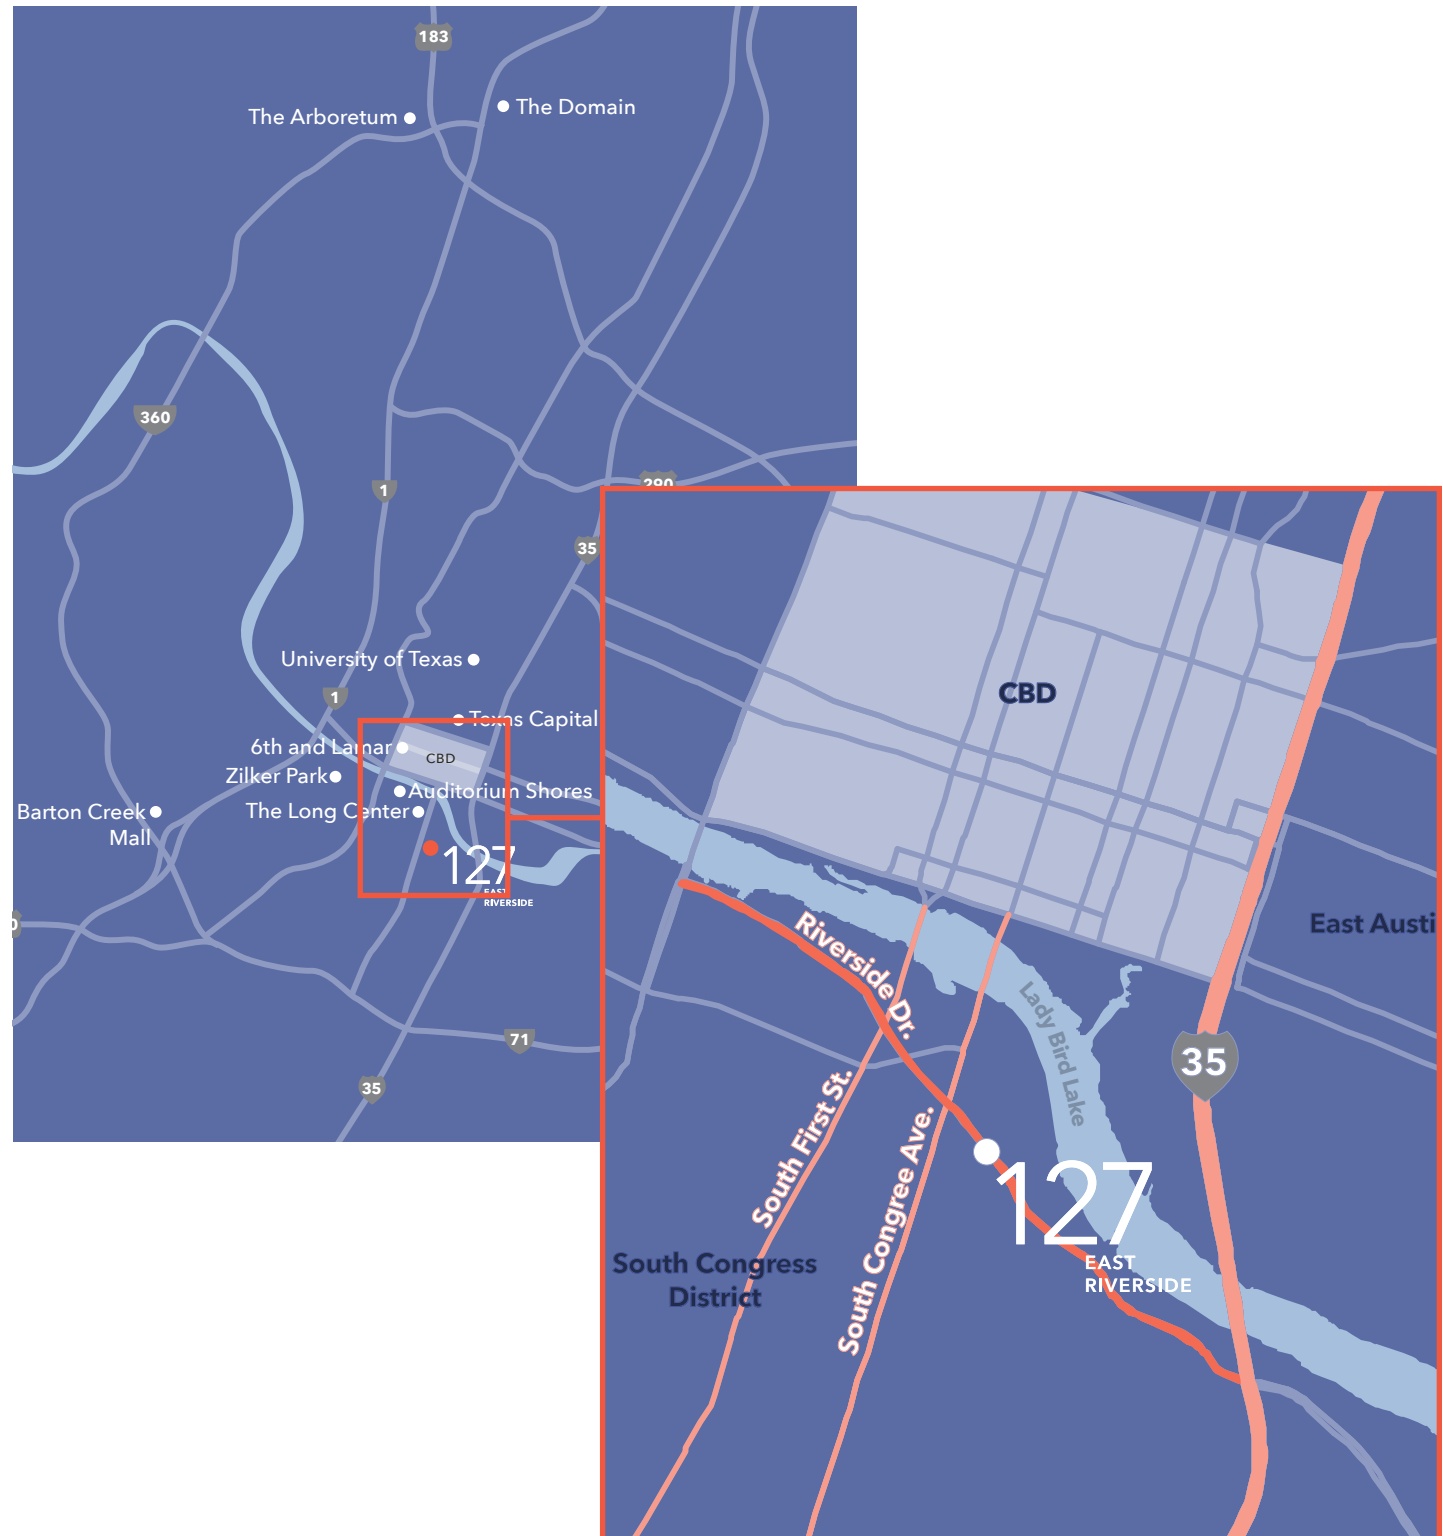 183
The Arboretum
The Domain
360
1
290
35
University of Texas
1
Texas Capital
6th and Lamar
CBD
Zilker Park
Auditorium Shores
Barton Creek
Mall
The Long Center
127
EAST
RIVERSIDE
0
71
35
CBD
East Austi
Riverside Dr.
Lady Bird Lake
35
South First St.
South Congree Ave.
127
EAST
RIVERSIDE
South Congress
District